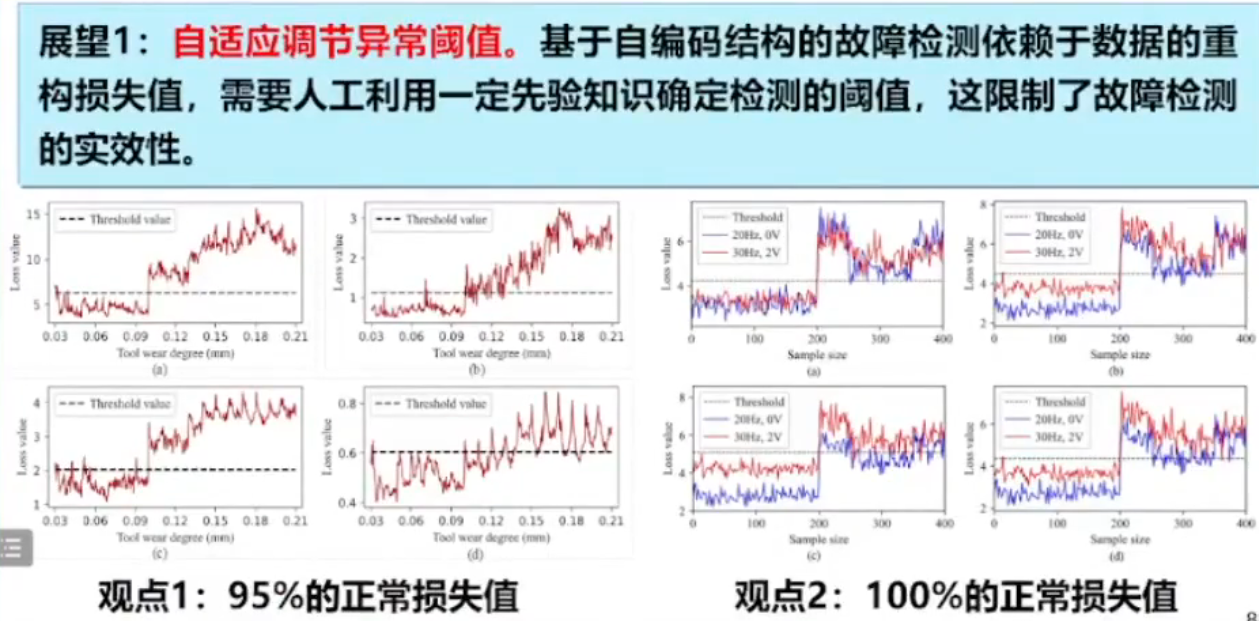 展望1：自适应调节异常阈值。基于自编码结构的故障检测依赖于数据的重
构损失值，需要人工利用一定先验知识确定检测的阈值，这限制了故障检测
的实效性。
Threshold value
15
10
5
Loss value
0.03 0.06 0.09 0.12 0.15 0.18 0.21
Tool wear degree (mm)
(a)
Threshold value
3
2
1
Loss value
0.03 0.06 0.09 0.12 0.15 0.18 0.21
Tool wear degree (mm)
(b)
Threshold
20Hz, 0V
30Hz, 2V
6
4
Loss value
0 100 200 300 400
Sample size
(a)
Threshold
20Hz, 0V
30Hz, 2V
8
6
4
2
Loss value
0 100 200 300 400
Sample size
(b)
Threshold value
4
3
2
1
Loss value
0.03 0.06 0.09 0.12 0.15 0.18 0.21
Tool wear degree (mm)
(c)
Threshold value
0.8
0.6
0.4
Loss value
0.03 0.06 0.09 0.12 0.15 0.18 0.21
Tool wear degree (mm)
(d)
Threshold
20Hz, 0V
30Hz, 2V
8
6
4
2
Loss value
0 100 200 300 400
Sample size
(c)
Threshold
20Hz, 0V
30Hz, 2V
6
4
2
Loss value
0 100 200 300 400
Sample size
(d)
观点1：95%的正常损失值
观点2：100%的正常损失值